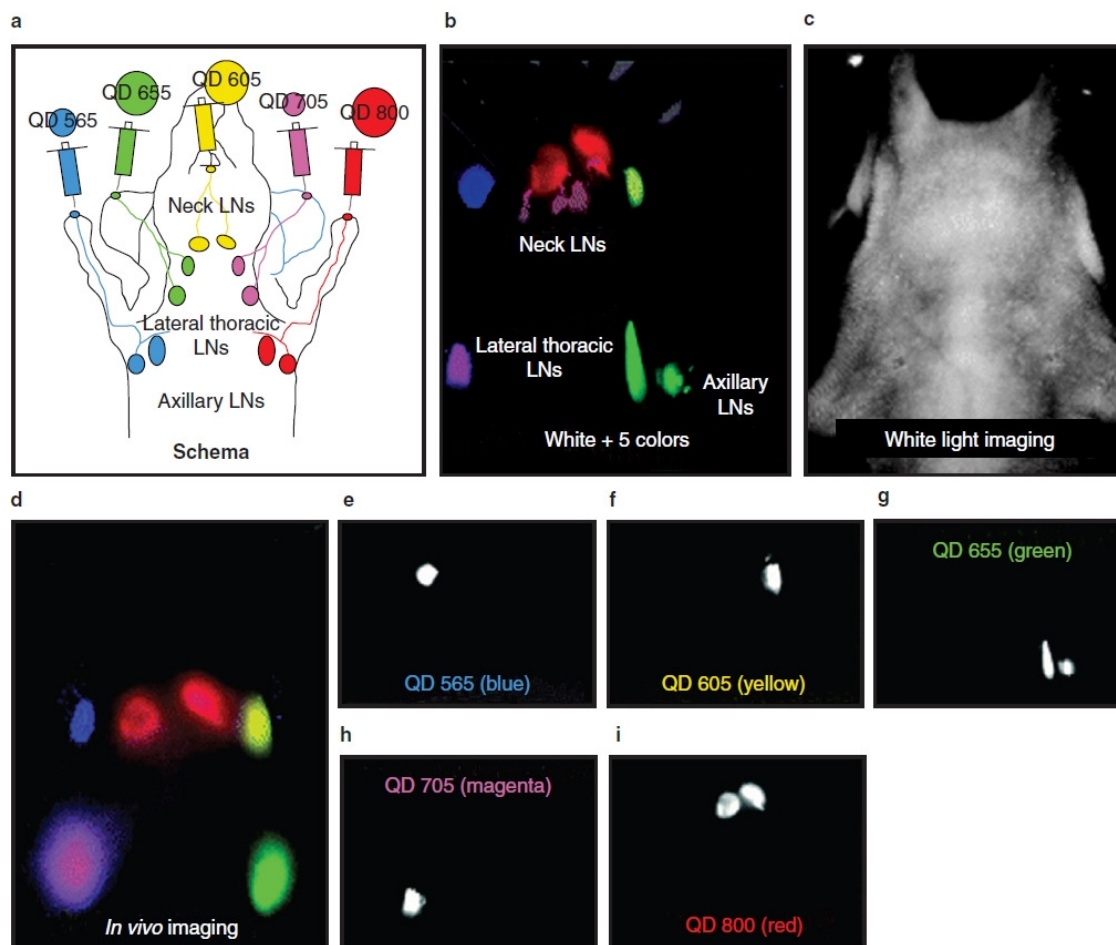 a
b
c
QD 605
QD 655
QD 705
QD 565
QD 800
Neck LNs
Lateral thoracic
LNs
Axillary LNs
Schema
Neck LNs
Lateral thoracic
LNs
Axillary
LNs
White + 5 colors
White light imaging
d
e
f
g
In vivo imaging
QD 565 (blue)
QD 605 (yellow)
QD 655 (green)
h
i
QD 705 (magenta)
QD 800 (red)